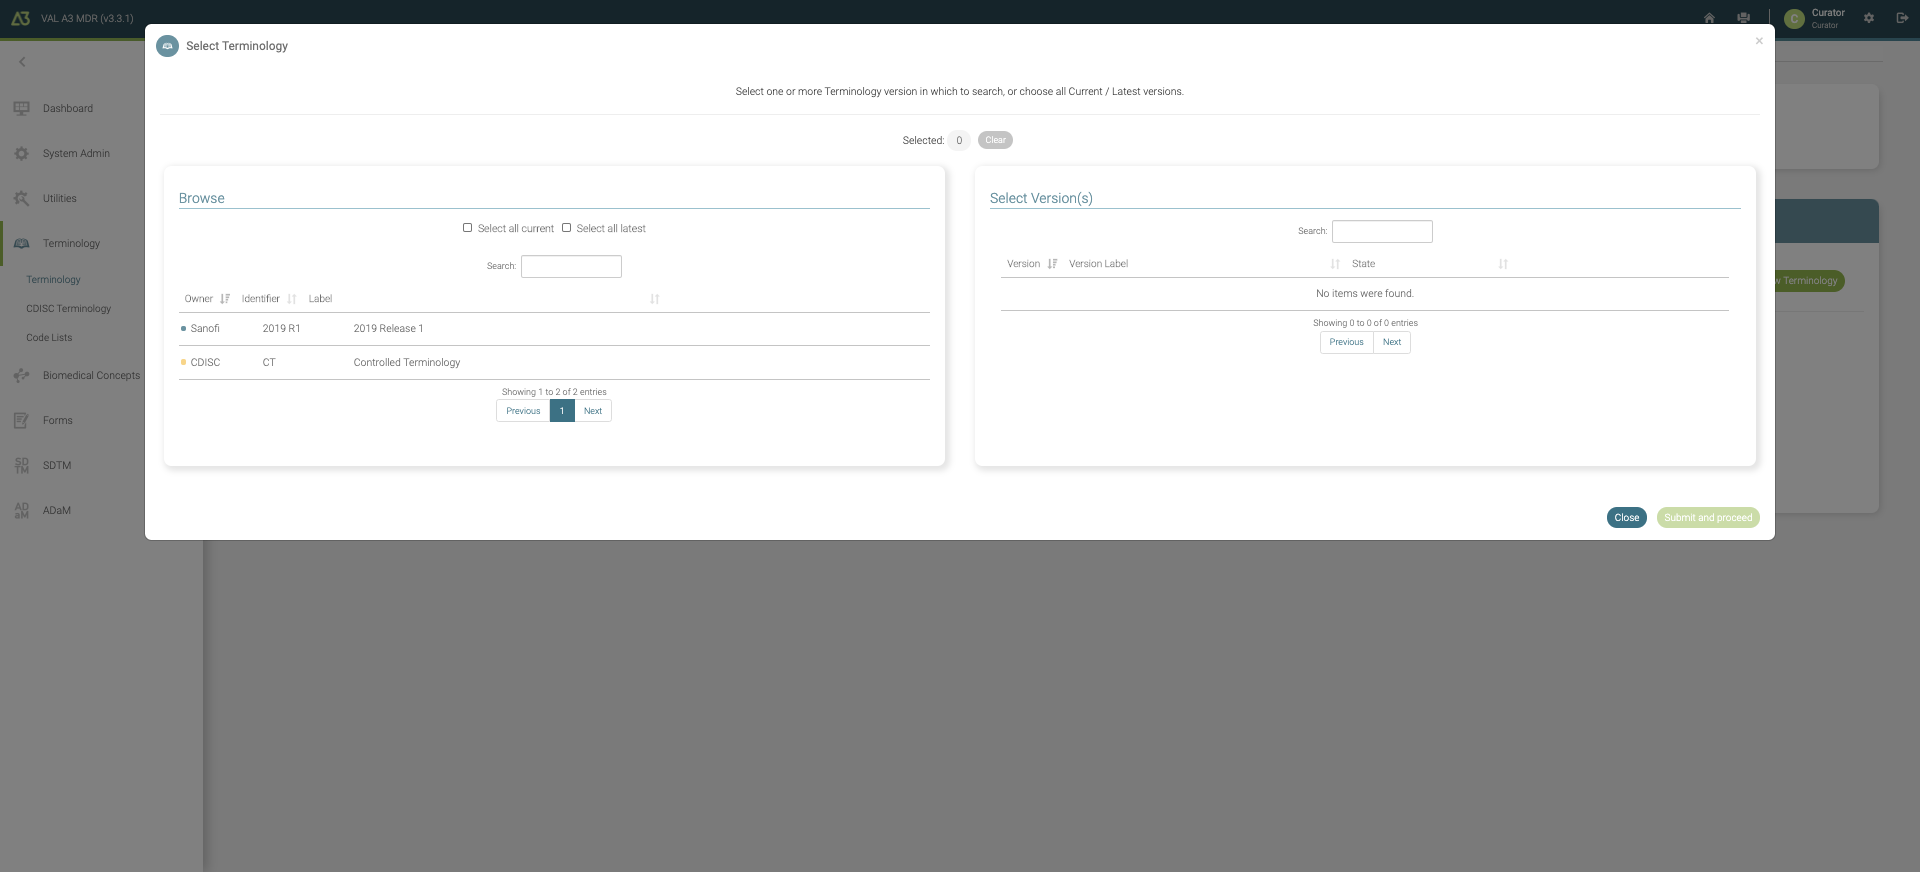 A3 VAL A3 MDR (v3.3.1)
C Curator
Curator
Select Terminology
×
Select one or more Terminology version in which to search, or choose all Current / Latest versions.
Selected: 0 Clear
Dashboard
System Admin
Utilities
Terminology
Terminology
CDISC Terminology
Code Lists
Biomedical Concepts
Forms
SDTM SDTM
ADaM ADaM
Browse
Select all current Select all latest
Search:
Owner Identifier Label
Sanofi 2019 R1 2019 Release 1
CDISC CT Controlled Terminology
Showing 1 to 2 of 2 entries
Previous 1 Next
Select Version(s)
Search:
Version Version Label State
No items were found.
Showing 0 to 0 of 0 entries
Previous Next
w Terminology
Close Submit and proceed